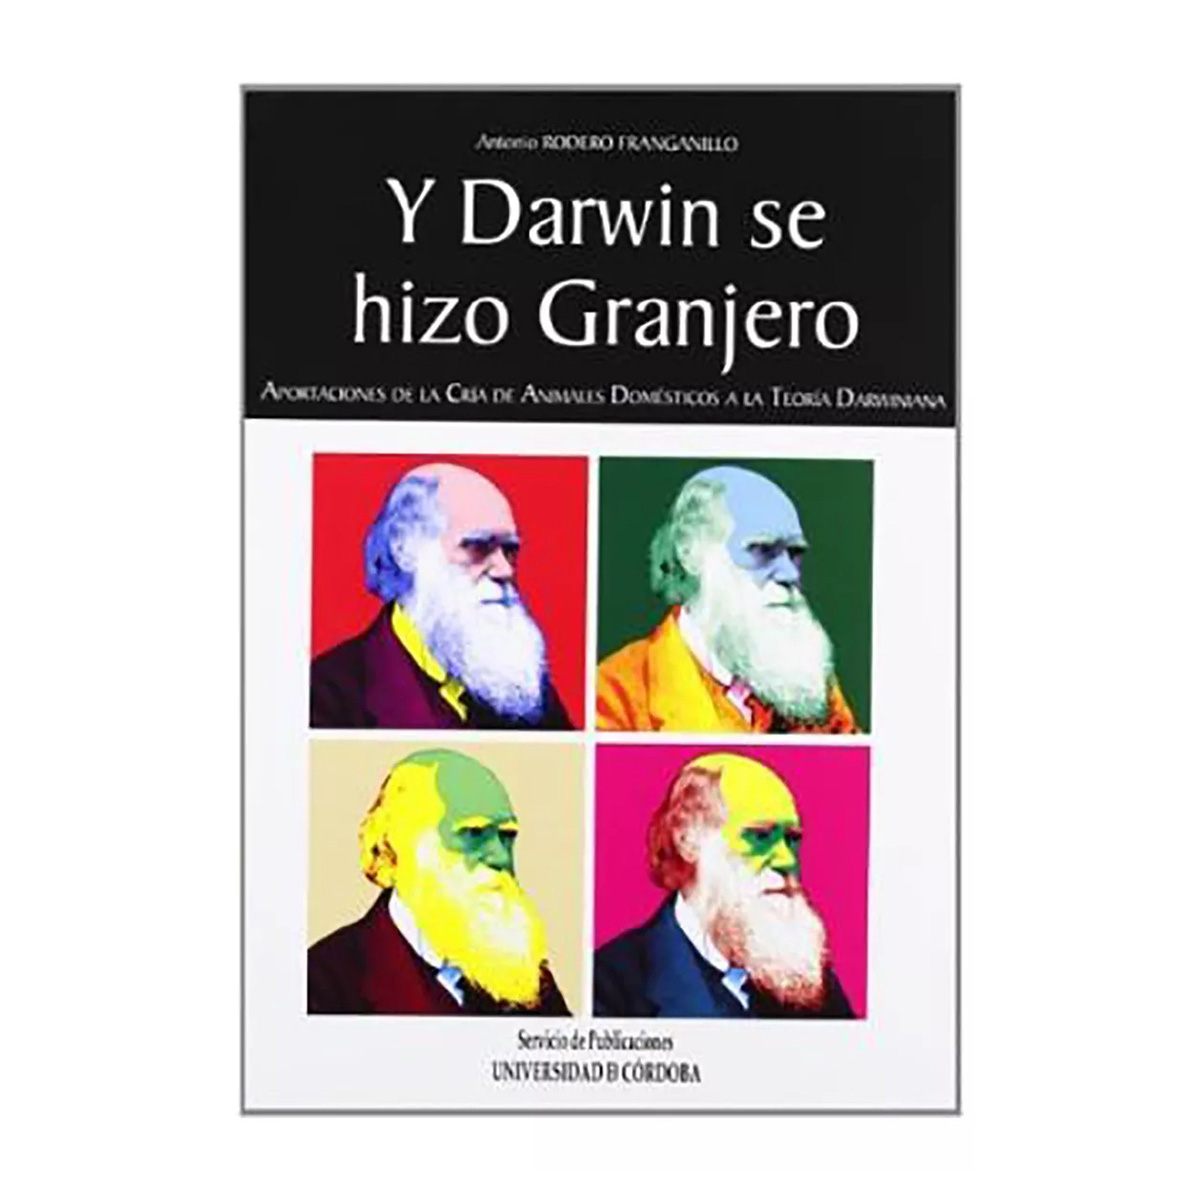 Antonio RODERO FRANGANILLO
Y Darwin se
hizo Granjero
APORTACIONES DE LA CRÍA DE ANIMALES DOMÉSTICOS A LA TEORÍA DARWINIANA
Servicio de Publicaciones
UNIVERSIDAD DE CÓRDOBA